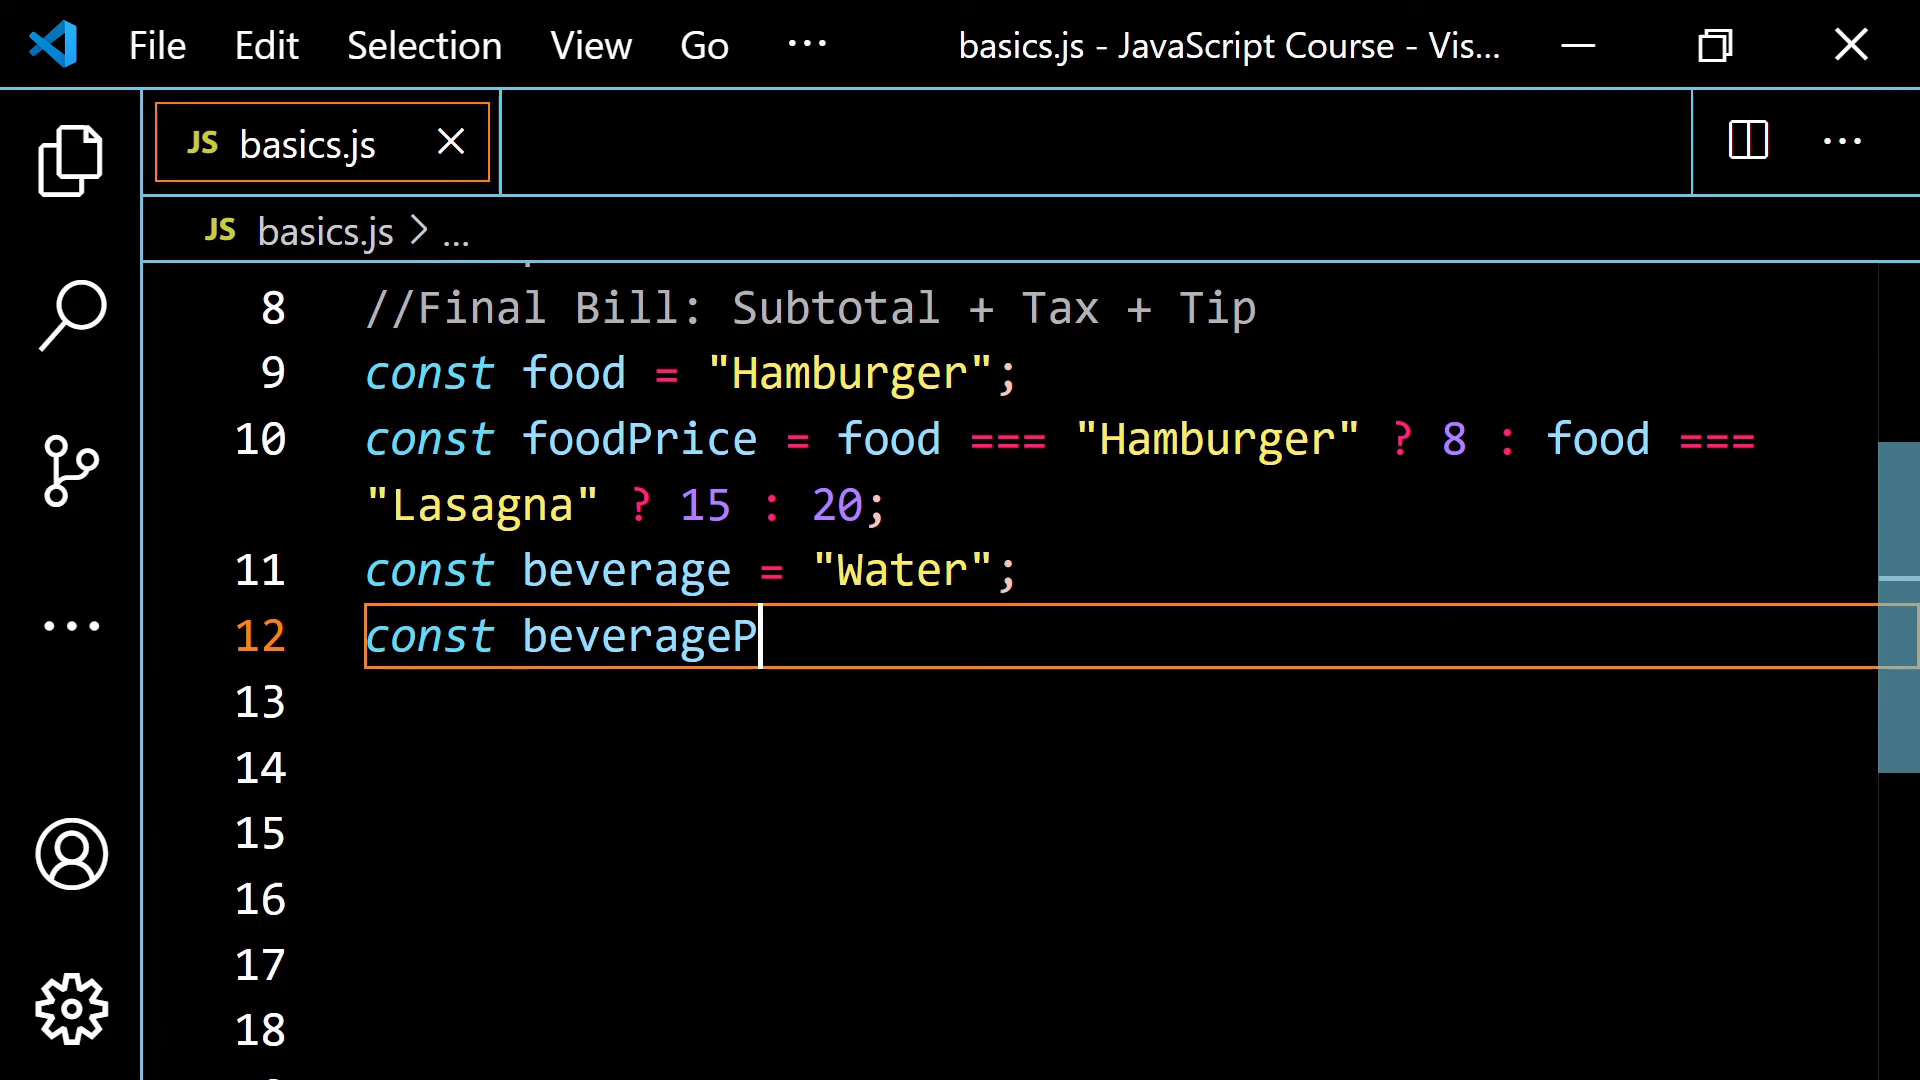 File Edit Selection View Go ··· basics.js - JavaScript Course - Vis...
JS basics.js
JS basics.js > ...
8 //Final Bill: Subtotal + Tax + Tip
9 const food = "Hamburger";
10 const foodPrice = food === "Hamburger" ? 8 : food ===
"Lasagna" ? 15 : 20;
11 const beverage = "Water";
12 const beverageP
13
14
15
16
17
18